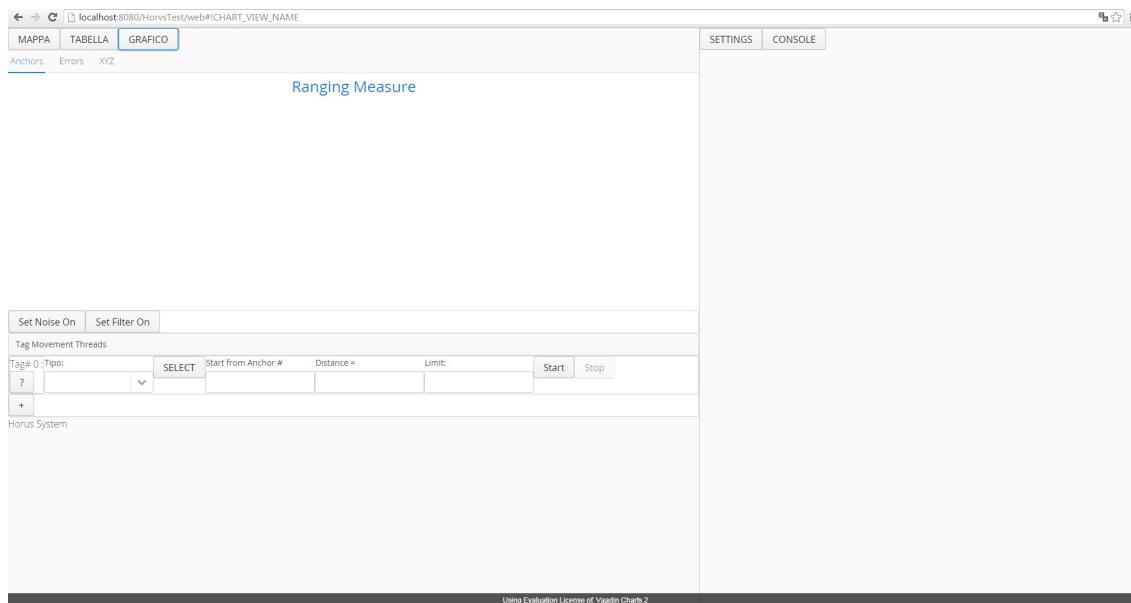 localhost:8080/HorvsTest/web#!CHART_VIEW_NAME
MAPPA TABELLA GRAFICO SETTINGS CONSOLE
Anchors Errors XYZ
Ranging Measure
Set Noise On Set Filter On
Tag Movement Threads
Tag# 0 : Tipo: SELECT Start from Anchor # Distance = Limit: Start Stop
?
+
Horus System
Using Evaluation License of: Vaadin Charts 2